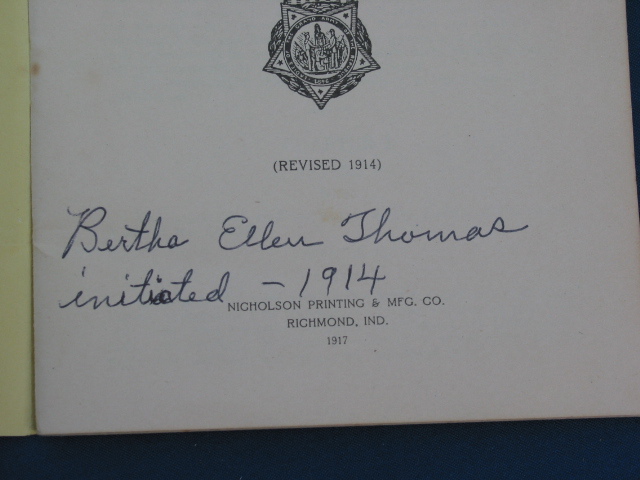 (REVISED 1914)
Bertha Ellen Thomas
initiated - 1914
NICHOLSON PRINTING & MFG. CO.
RICHMOND, IND.
1917